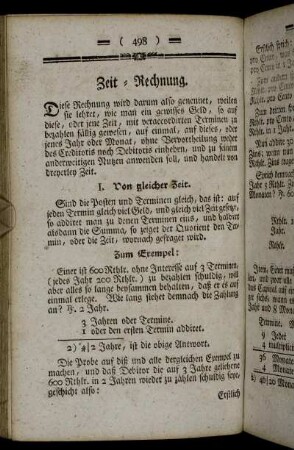 ( 498 )
Zeit - Rechnung.
Diese Rechnung wird darum also genennet, weilen
sie lehret, wie man ein gewisses Geld, so auf
diese, oder jene Zeit, mit veraccordirten Terminen zu
bezahlen fällig gewesen, auf einmal, auf dieses, oder
jenes Jahr oder Monat, ohne Vervortheilung weder
des Creditoris noch Debitoris einheben, und zu seinen
anderweitigen Nutzen anwenden soll, und handelt von
dreyerley Zeit.
I. Von gleicher Zeit.
Sind die Posten und Terminen gleich, das ist: auf
jeden Termin gleich viel Geld, und gleich viel Zeit gesetzt,
so addiret man zu denen Terminen eins, und halbirt
alsdann die Summa, so zeiget der Quotient den Ter-
min, oder die Zeit, wornach gefraget wird.
Zum Exempel:
Einer ist 600 Rthlr. ohne Interesse auf 3 Terminen
(jedes Jahr 200 Rthlr.) zu bezahlen schuldig, will
aber alles so lange beysammen behalten, daß er es auf
einmal erlege. Wie lang siehet demnach die Zahlung
an? F. 2 Jahr.
3 Jahren oder Termine.
1 oder den ersten Termin addiret.
2) 4 | 2 Jahre, ist die obige Antwort.
Die Probe auf diß und alle dergleichen Exempel zu
machen, und daß Debitor die auf 3 Jahre geliehene
600 Rthlr. in 2 Jahren wieder zu zahlen schuldig seye,
geschicht also:
Erstlich